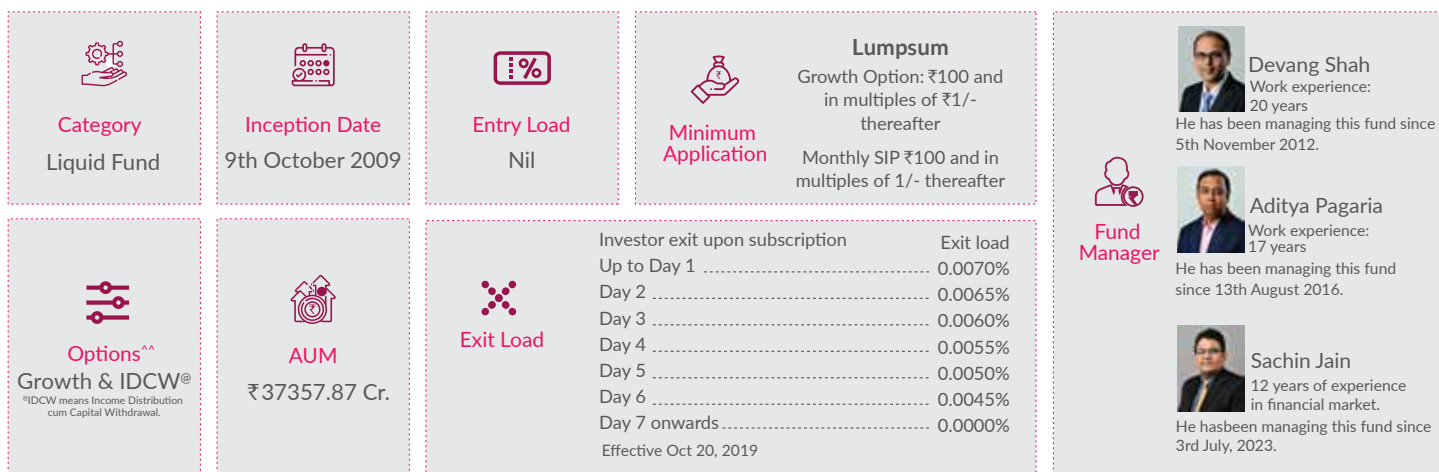 Category
Liquid Fund
Inception Date
9th October 2009
%
Entry Load
Nil
₹
Minimum
Application
Lumpsum
Growth Option: ₹100 and
in multiples of ₹1/-
thereafter
Monthly SIP ₹100 and in
multiples of 1/- thereafter
Options^^
Growth & IDCW@
@IDCW means Income Distribution
cum Capital Withdrawal.
₹
AUM
₹37357.87 Cr.
Exit Load
Investor exit upon subscription Exit load
Up to Day 1 ........ 0.0070%
Day 2 ........ 0.0065%
Day 3 ........ 0.0060%
Day 4 ........ 0.0055%
Day 5 ........ 0.0050%
Day 6 ........ 0.0045%
Day 7 onwards ........ 0.0000%
Effective Oct 20, 2019
₹
Fund
Manager
Devang Shah
Work experience:
20 years
He has been managing this fund since
5th November 2012.
Aditya Pagaria
Work experience:
17 years
He has been managing this fund
since 13th August 2016.
Sachin Jain
12 years of experience
in financial market.
He hasbeen managing this fund since
3rd July, 2023.